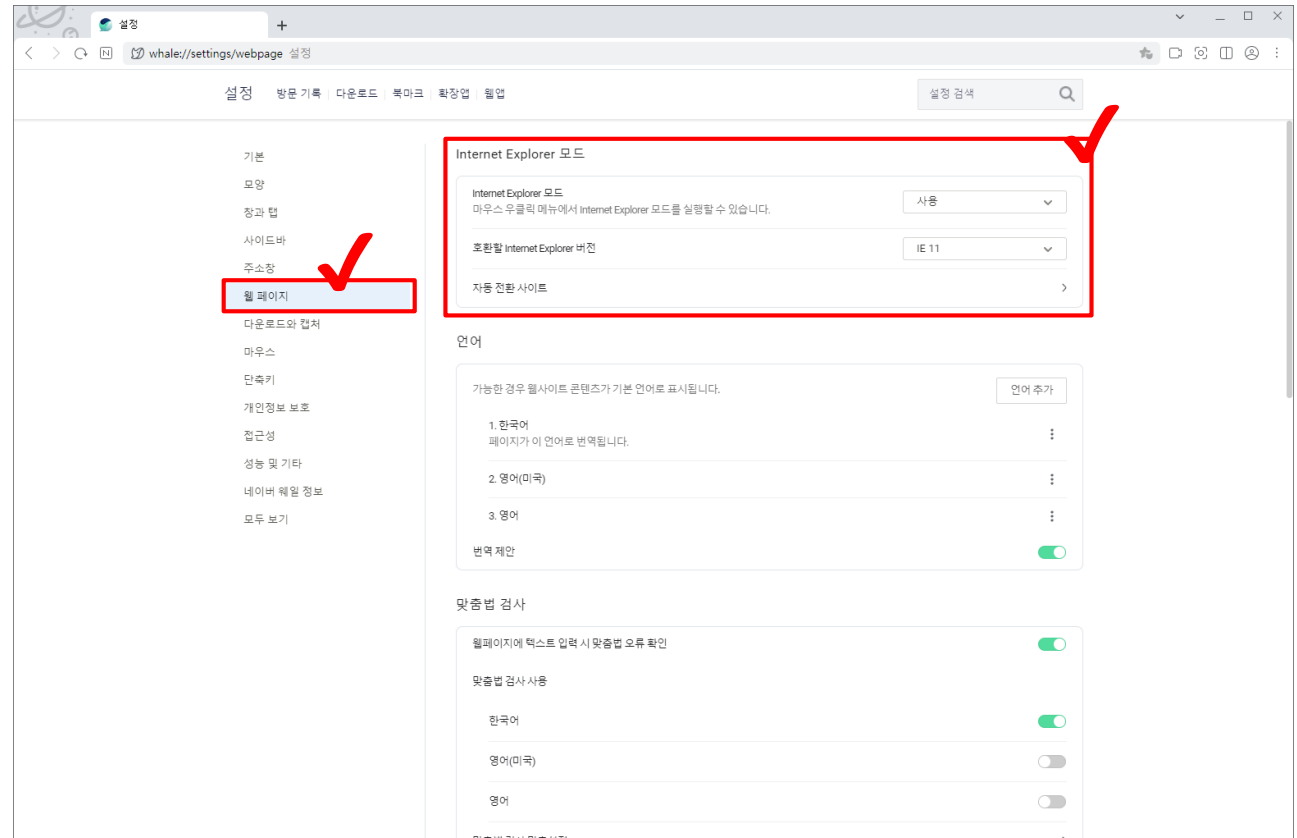 설정
whale://settings/webpage 설정
설정 방문 기록 다운로드 북마크 확장앱 웹앱
설정 검색
기본
모양
창과 탭
사이드바
주소창
웹 페이지
다운로드와 캡처
마우스
단축키
개인정보 보호
접근성
성능 및 기타
네이버 웨일 정보
모두 보기
Internet Explorer 모드
Internet Explorer 모드
마우스 우클릭 메뉴에서 Internet Explorer 모드를 실행할 수 있습니다.
사용
호환할 Internet Explorer 버전
IE 11
자동 전환 사이트
언어
가능한 경우 웹사이트 콘텐츠가 기본 언어로 표시됩니다.
언어 추가
1. 한국어
페이지가 이 언어로 번역됩니다.
2. 영어(미국)
3. 영어
번역 제안
맞춤법 검사
웹페이지에 텍스트 입력 시 맞춤법 오류 확인
맞춤법 검사 사용
한국어
영어(미국)
영어